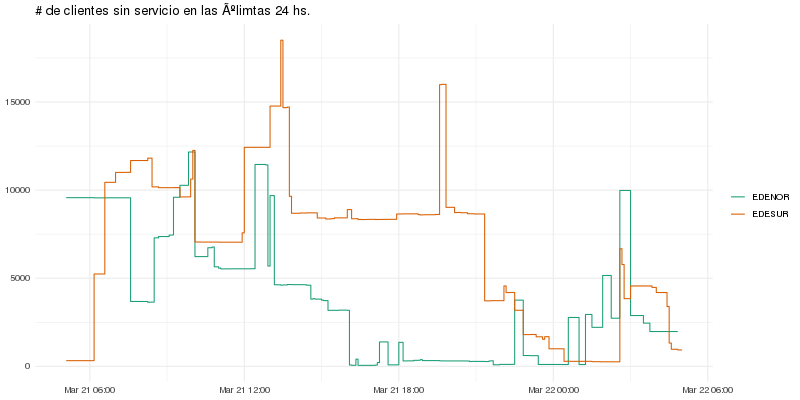 # de clientes sin servicio en las Ãºlimtas 24 hs.
15000
10000
5000
0
Mar 21 06:00 Mar 21 12:00 Mar 21 18:00 Mar 22 00:00 Mar 22 06:00
EDENOR
EDESUR